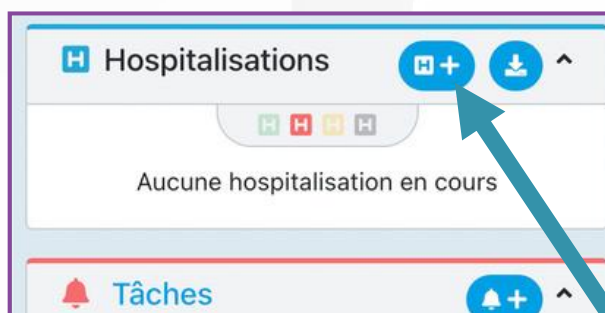 H Hospitalisations H+
H H H H
Aucune hospitalisation en cours
Tâches +